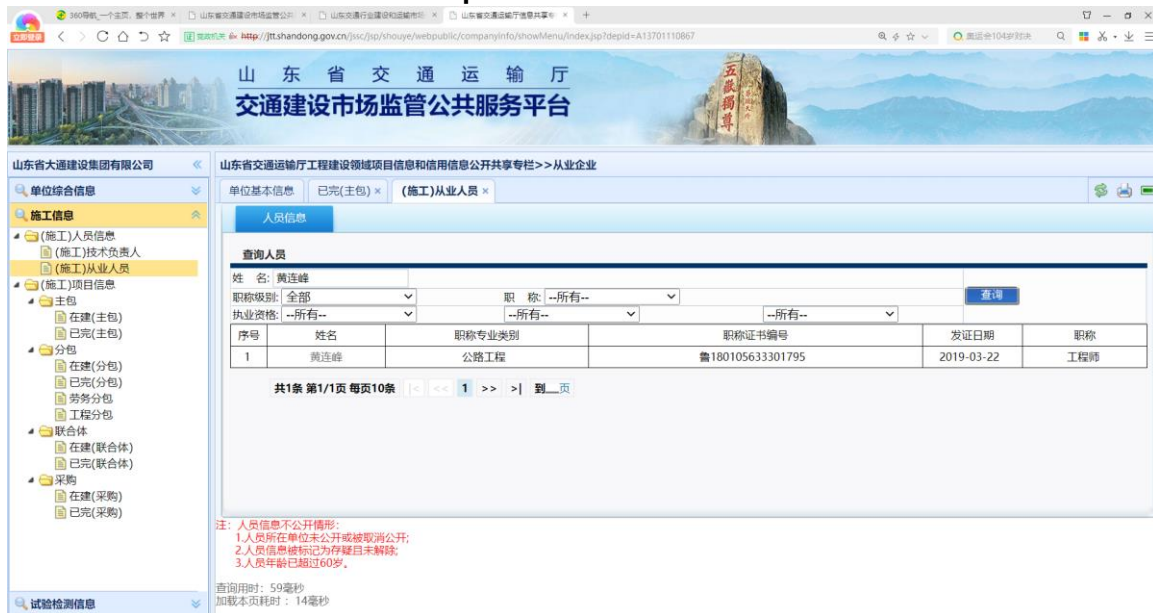 360导航_一个主页，整个世界 ×
山东省交通建设市场监管公共 ×
山东交通行业建设和运输市场 ×
山东省交通运输厅信息共享专 × +
立即登录
政机关 http://jtt.shandong.gov.cn/jsc/jsp/shouye/webpublic/companyinfo/showMenu/index.jsp?depid=A13701110867
奥运会104岁对决
山东省交通运输厅
交通建设市场监管公共服务平台
五嶽獨尊
山东省大通建设集团有限公司
山东省交通运输厅工程建设领域项目信息和信用信息公开共享专栏>>从业企业
单位综合信息
单位基本信息 已完(主包) × (施工)从业人员 ×
施工信息
人员信息
(施工)人员信息
(施工)技术负责人
(施工)从业人员
(施工)项目信息
主包
在建(主包)
已完(主包)
分包
在建(分包)
已完(分包)
劳务分包
工程分包
联合体
在建(联合体)
已完(联合体)
采购
在建(采购)
已完(采购)
试验检测信息
查询人员
姓 名: 黄连峰
职称级别: 全部 职 称: --所有-- 查询
执业资格: --所有-- --所有-- --所有--
序号 姓名 职称专业类别 职称证书编号 发证日期 职称
1 黄连峰 公路工程 鲁180105633301795 2019-03-22 工程师
共1条 第1/1页 每页10条 |< << 1 >> >| 到 页
注：人员信息不公开情形：
1.人员所在单位未公开或被取消公开;
2.人员信息被标记为存疑且未解除;
3.人员年龄已超过60岁。
查询用时：59毫秒
加载本页耗时：14毫秒